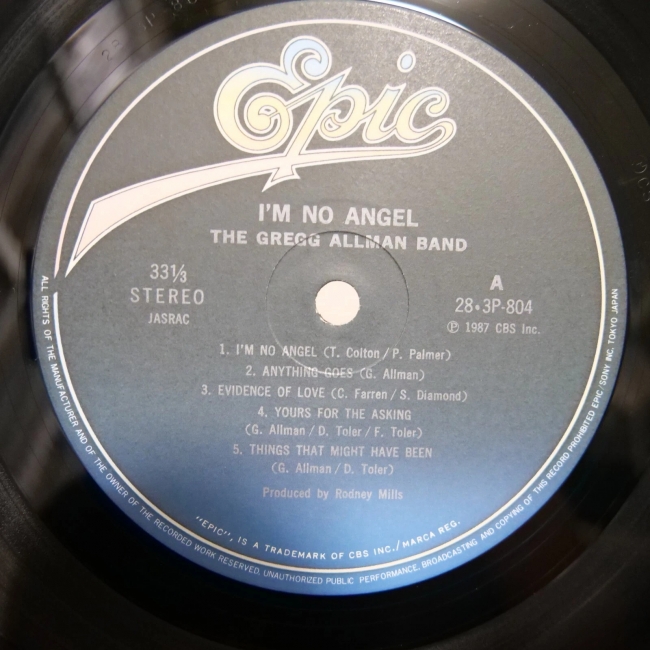 Epic
I'M NO ANGEL
THE GREGG ALLMAN BAND
33⅓
STEREO
JASRAC
A
28•3P-804
Ⓟ 1987 CBS Inc.
1. I'M NO ANGEL (T. Colton / P. Palmer)
2. ANYTHING GOES (G. Allman)
3. EVIDENCE OF LOVE (C. Farren / S. Diamond)
4. YOURS FOR THE ASKING
(G. Allman / D. Toler / F. Toler)
5. THINGS THAT MIGHT HAVE BEEN
(G. Allman / D. Toler)
Produced by Rodney Mills
"EPIC", IS A TRADEMARK OF CBS INC./MARCA REG.
ALL RIGHTS OF THE MANUFACTURER AND OF THE OWNER OF THE RECORDED WORK RESERVED. UNAUTHORIZED PUBLIC PERFORMANCE, BROADCASTING AND COPYING OF THIS RECORD PROHIBITED EPIC/SONY INC. TOKYO JAPAN